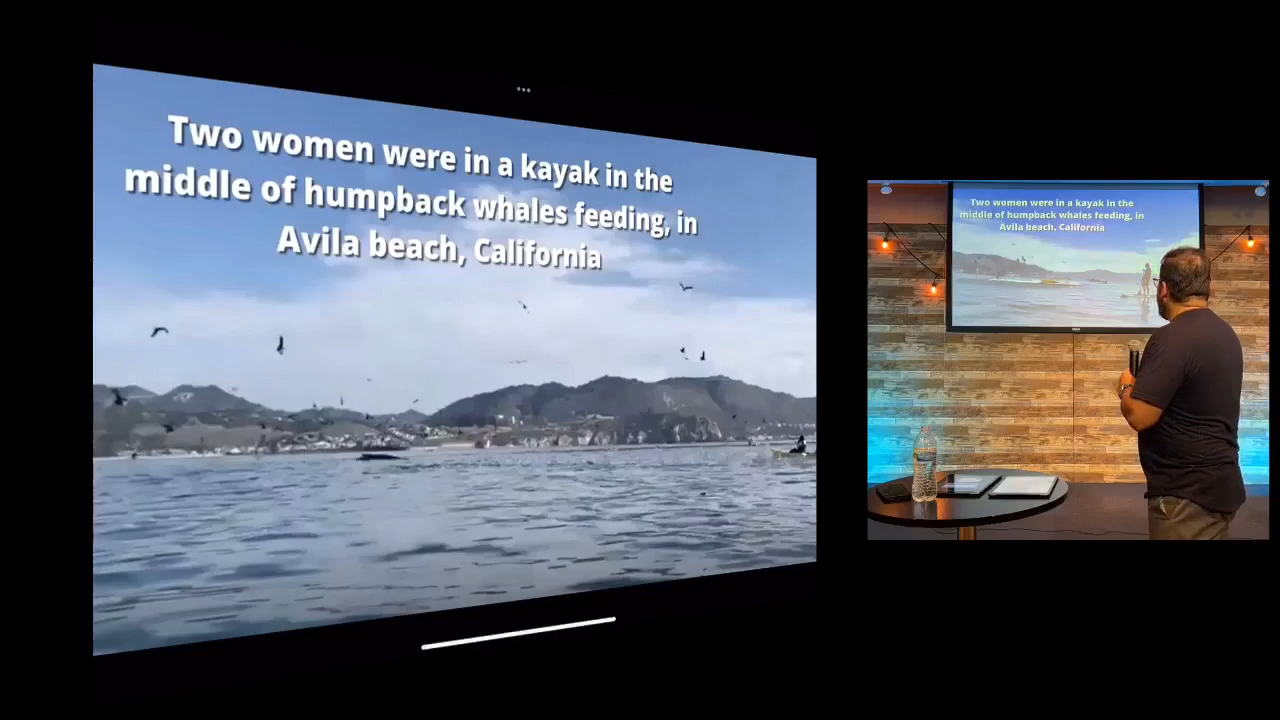 Two women were in a kayak in the
middle of humpback whales feeding, in
Avila beach, California
Two women were in a kayak in the
middle of humpback whales feeding, in
Avila beach, California